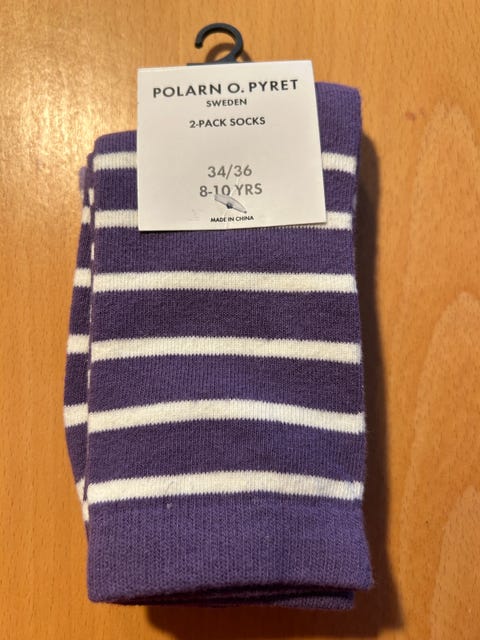 POLARN O. PYRET
SWEDEN
2-PACK SOCKS
34/36
8-10 YRS
MADE IN CHINA